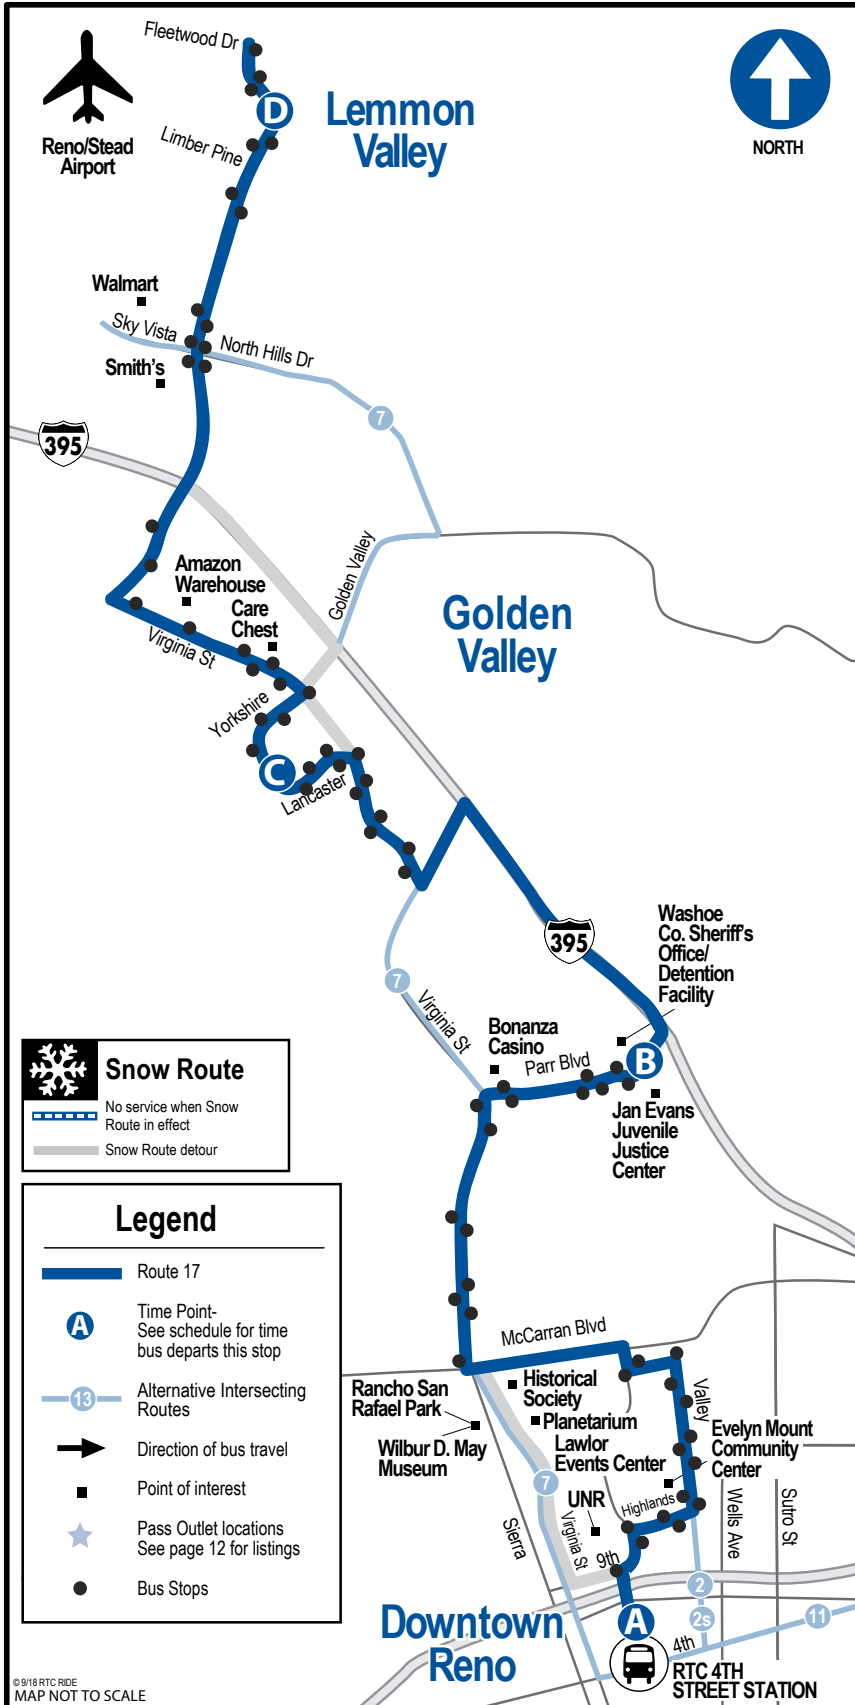 Fleetwood Dr
D
Lemmon
Valley
Reno/Stead
Airport
NORTH
Limber Pine
Walmart
Sky Vista
North Hills Dr
Smith's
7
395
Golden Valley
Amazon
Warehouse
Care
Chest
Golden
Valley
Virginia St
Yorkshire
C
Lancaster
395
Washoe
Co. Sheriff's
Office/
Detention
Facility
7
Virginia St
Bonanza
Casino
Parr Blvd
B
Jan Evans
Juvenile
Justice
Center
Snow Route
No service when Snow
Route in effect
Snow Route detour
Legend
Route 17
A
Time Point-
See schedule for time
bus departs this stop
13
Alternative Intersecting
Routes
Direction of bus travel
Point of interest
Pass Outlet locations
See page 12 for listings
Bus Stops
McCarran Blvd
Rancho San
Rafael Park
Historical
Society
Planetarium
Wilbur D. May
Museum
Lawlor
Events Center
Valley
Evelyn Mount
Community
Center
7
UNR
Highlands
Sierra
Virginia St
9th
Wells Ave
Sutro St
2
2s
11
4th
A
Downtown
Reno
RTC 4TH
STREET STATION
© 9/18 RTC RIDE
MAP NOT TO SCALE